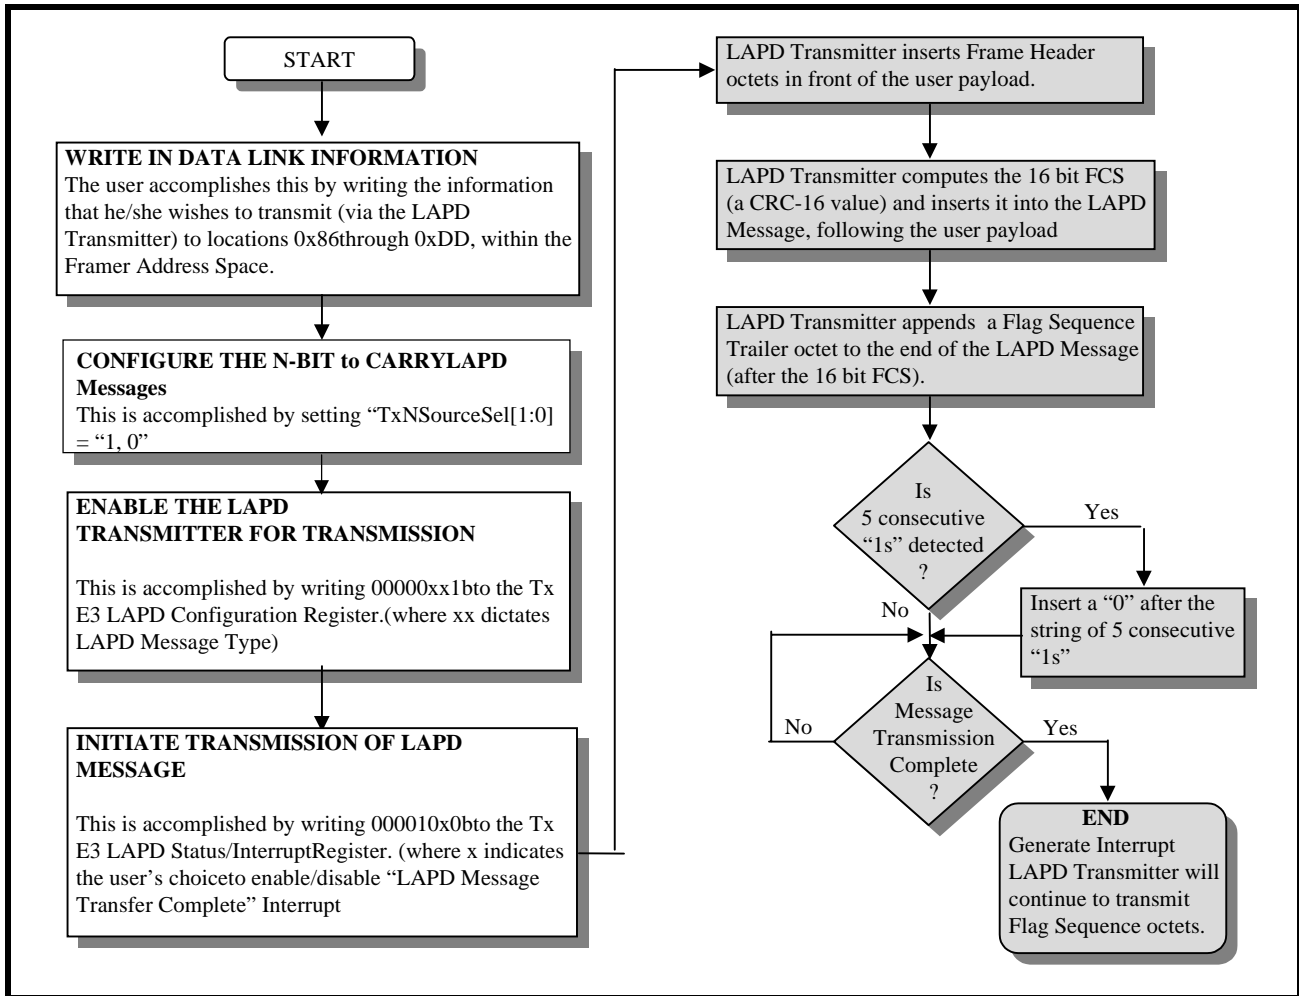 START
WRITE IN DATA LINK INFORMATION
The user accomplishes this by writing the information
that he/she wishes to transmit (via the LAPD
Transmitter) to locations 0x86through 0xDD, within the
Framer Address Space.
CONFIGURE THE N-BIT to CARRYLAPD
Messages
This is accomplished by setting “TxNSourceSel[1:0]
= “1, 0”
ENABLE THE LAPD
TRANSMITTER FOR TRANSMISSION
This is accomplished by writing 00000xx1bto the Tx
E3 LAPD Configuration Register.(where xx dictates
LAPD Message Type)
INITIATE TRANSMISSION OF LAPD
MESSAGE
This is accomplished by writing 000010x0bto the Tx
E3 LAPD Status/InterruptRegister. (where x indicates
the user’s choiceto enable/disable “LAPD Message
Transfer Complete” Interrupt
LAPD Transmitter inserts Frame Header
octets in front of the user payload.
LAPD Transmitter computes the 16 bit FCS
(a CRC-16 value) and inserts it into the LAPD
Message, following the user payload
LAPD Transmitter appends a Flag Sequence
Trailer octet to the end of the LAPD Message
(after the 16 bit FCS).
Is
5 consecutive
“1s” detected
?
Yes
No
Insert a “0” after the
string of 5 consecutive
“1s”
Is
Message
Transmission
Complete
?
No
Yes
END
Generate Interrupt
LAPD Transmitter will
continue to transmit
Flag Sequence octets.